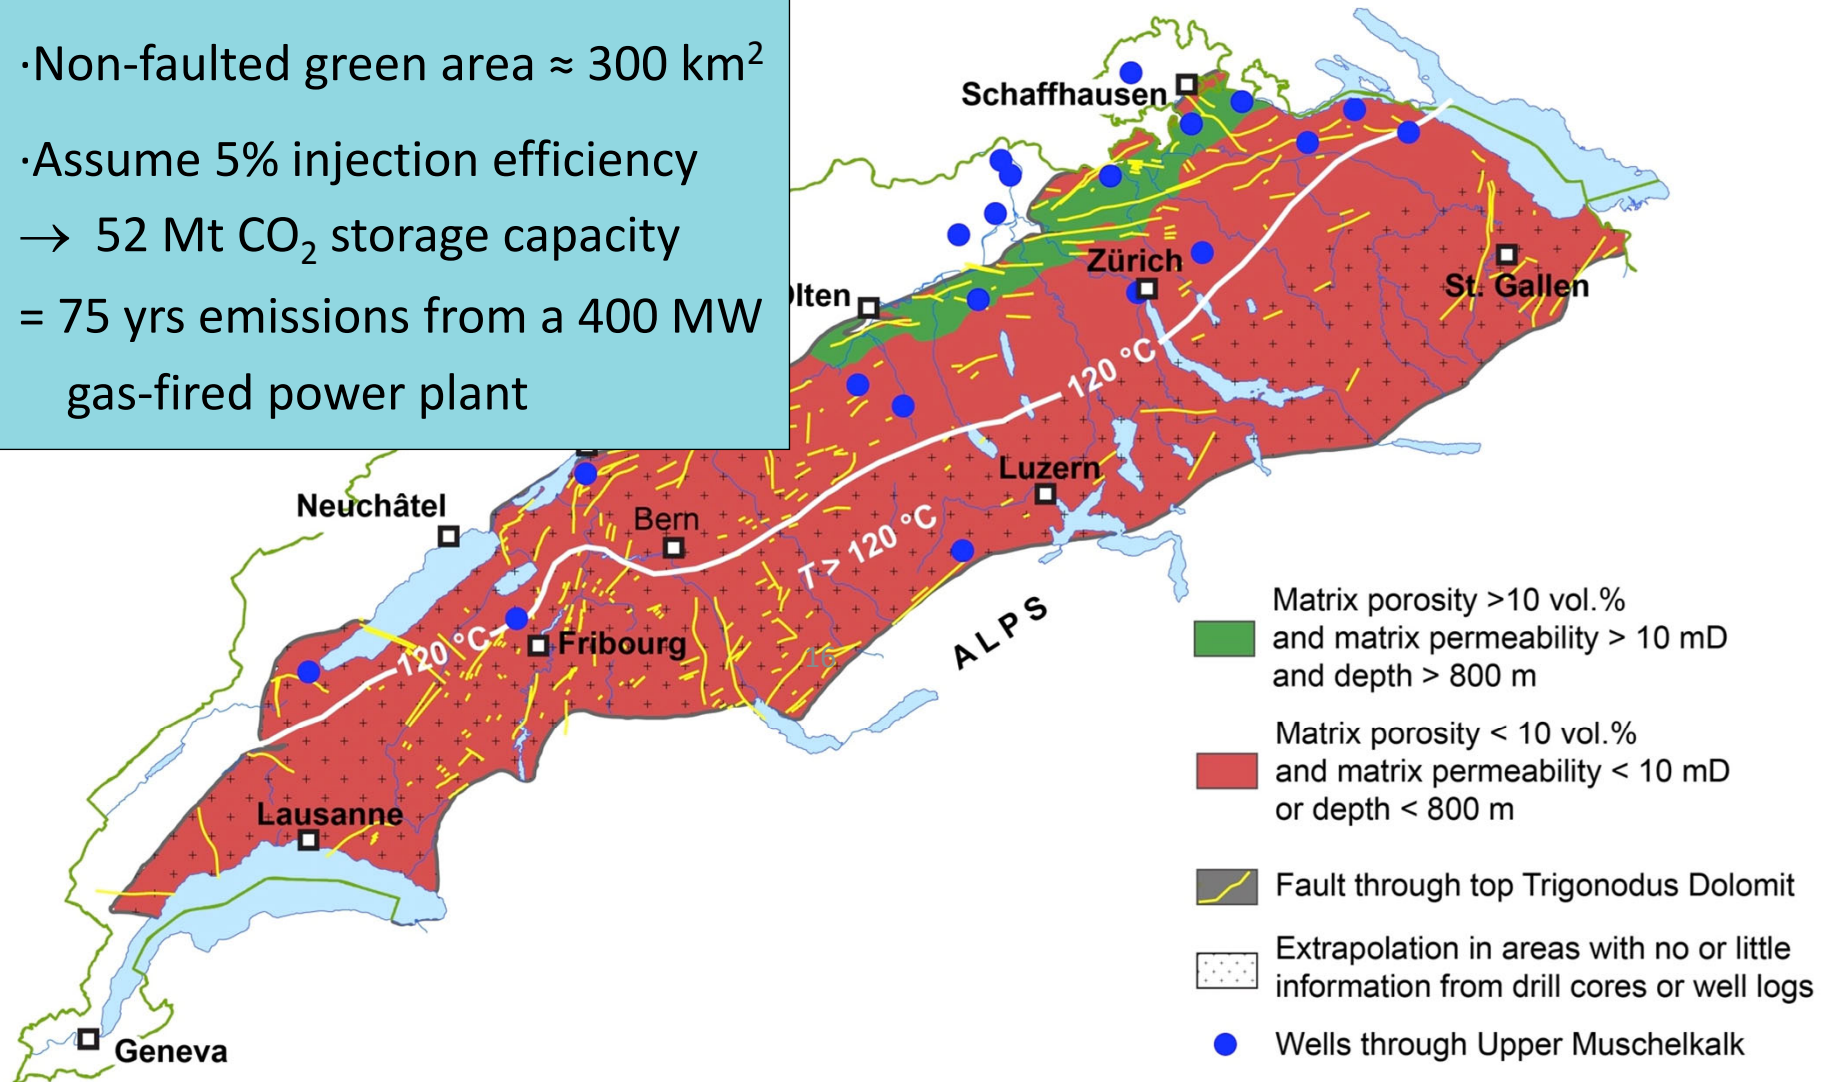 ·Non-faulted green area ≈ 300 km²
·Assume 5% injection efficiency
→ 52 Mt CO₂ storage capacity
= 75 yrs emissions from a 400 MW
gas-fired power plant
Schaffhausen
Zürich
lten
St. Gallen
120 °C
Luzern
Neuchâtel
Bern
T > 120 °C
120 °C
Fribourg
16
ALPS
Lausanne
Geneva
Matrix porosity >10 vol.%
and matrix permeability > 10 mD
and depth > 800 m
Matrix porosity < 10 vol.%
and matrix permeability < 10 mD
or depth < 800 m
Fault through top Trigonodus Dolomit
Extrapolation in areas with no or little
information from drill cores or well logs
Wells through Upper Muschelkalk